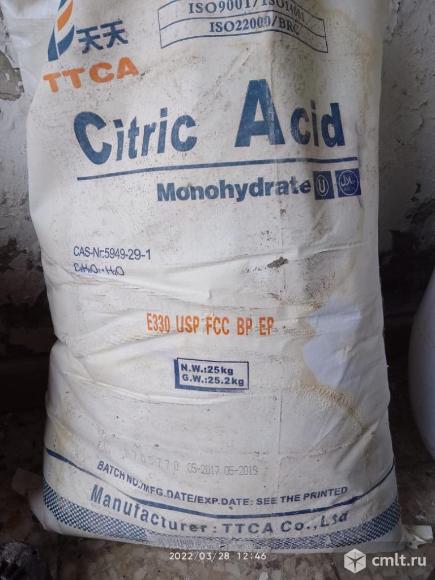 ISO9001/ISO14001
ISO22000/BRC
天天
TTCA
Citric Acid
Monohydrate U
CAS-Nr:5949-29-1
C₆H₈O₇·H₂O
E330 USP FCC BP EP
N.W.:25kg
G.W.:25.2kg
05-2017 05-2019
BATCH NO./MFG.DATE/EXP.DATE: SEE THE PRINTED
Manufacturer:TTCA Co.,Ltd
2022/03/28 12:46
cmlt.ru